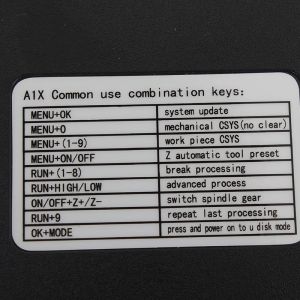 A1X Common use combination keys:
MENU+OK system update
MENU+0 mechanical CSYS(no clear)
MENU+(1-9) work piece CSYS
MENU+ON/OFF Z automatic tool preset
RUN+(1-8) break processing
RUN+HIGH/LOW advanced process
ON/OFF+Z+/Z- switch spindle gear
RUN+9 repeat last processing
OK+MODE press and power on to u disk mode